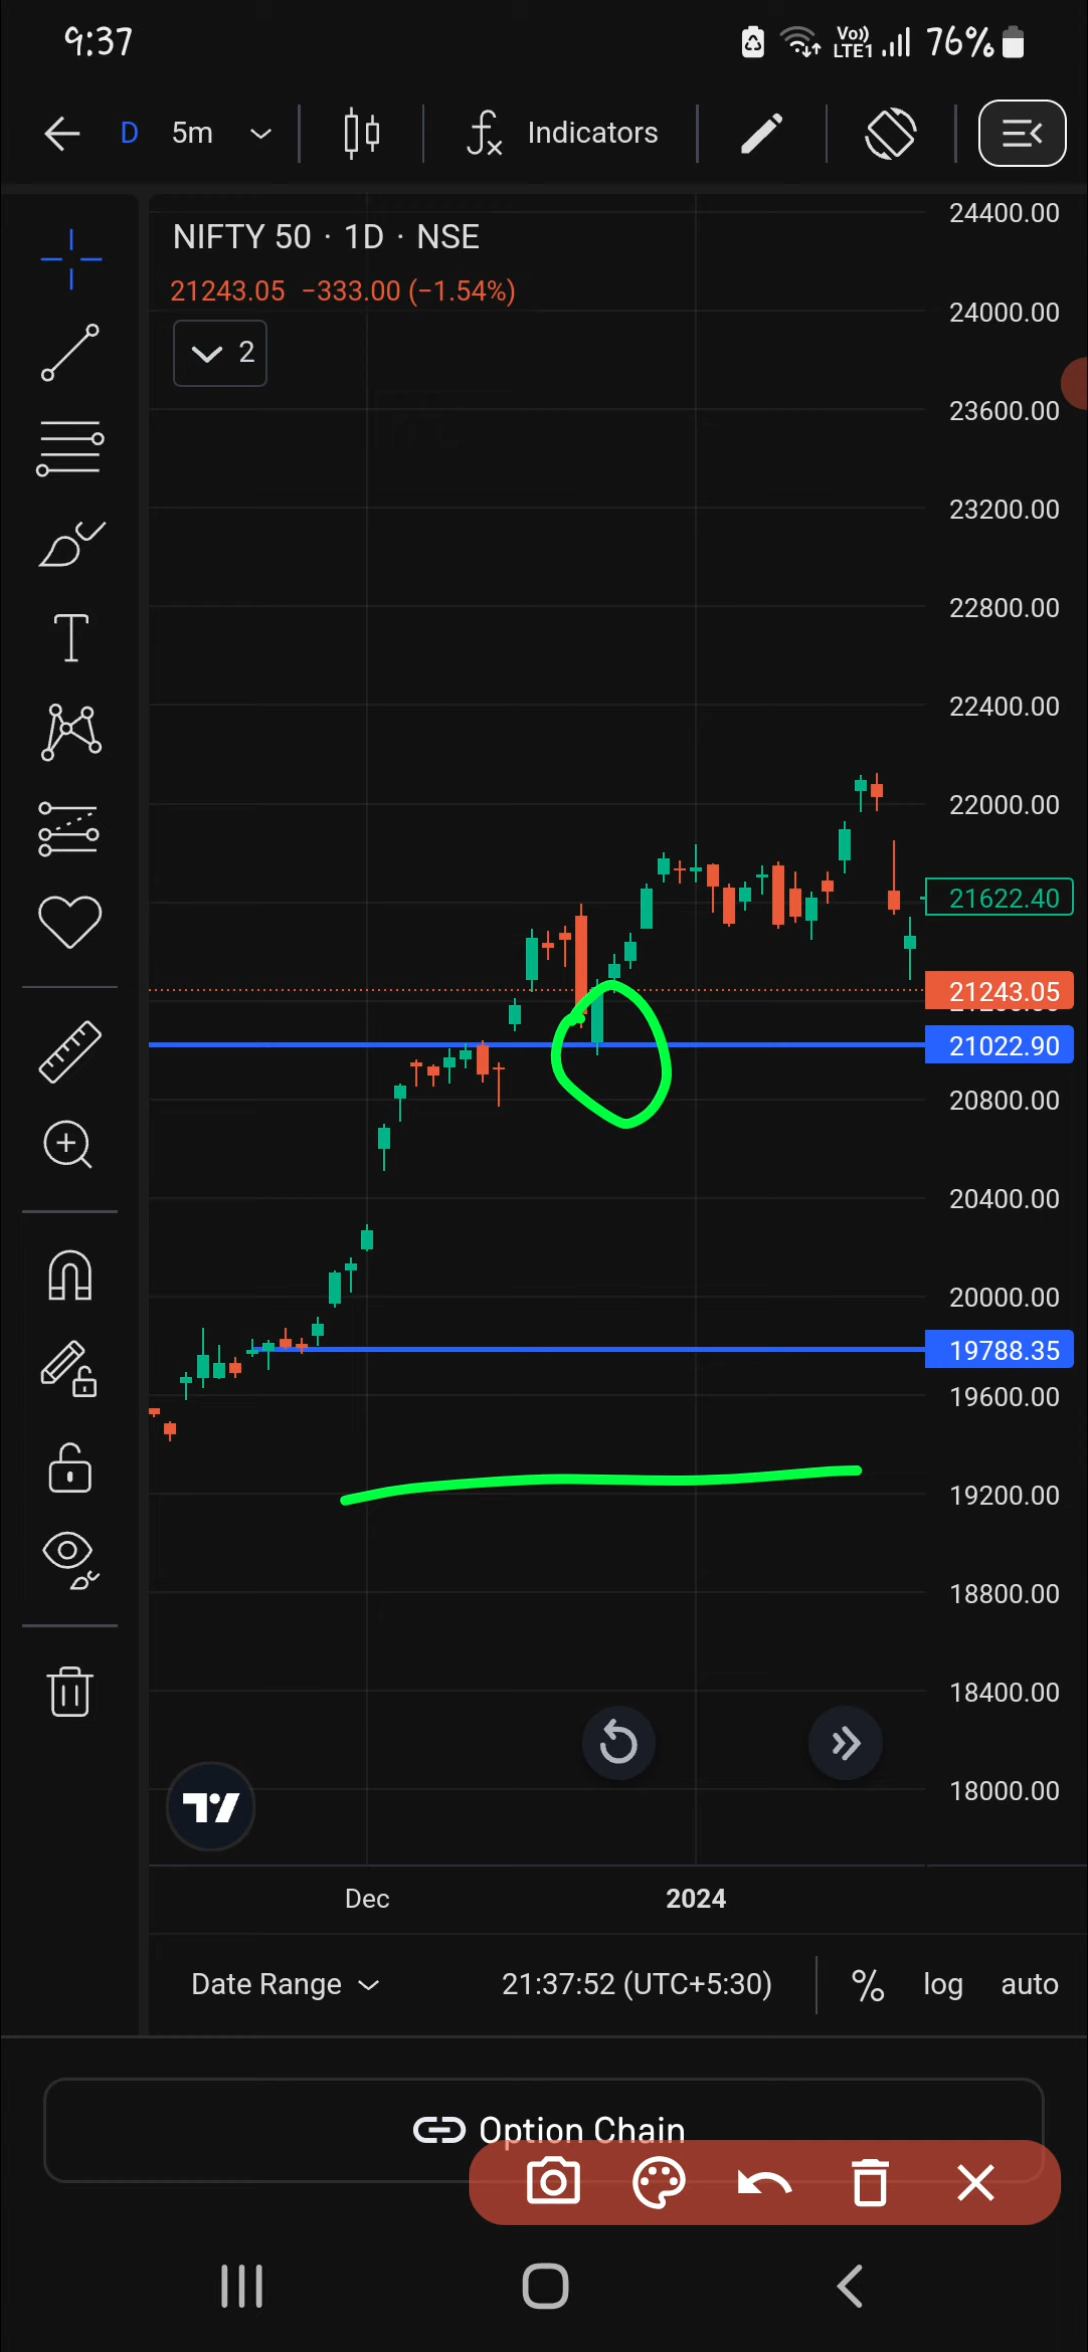 9:37 Vo)) LTE1 76%
D 5m Indicators
NIFTY 50 · 1D · NSE
21243.05 −333.00 (−1.54%)
2
24400.00
24000.00
23600.00
23200.00
22800.00
22400.00
22000.00
21622.40
21243.05
21022.90
20800.00
20400.00
20000.00
19788.35
19600.00
19200.00
18800.00
18400.00
18000.00
Dec 2024
Date Range 21:37:52 (UTC+5:30) % log auto
Option Chain